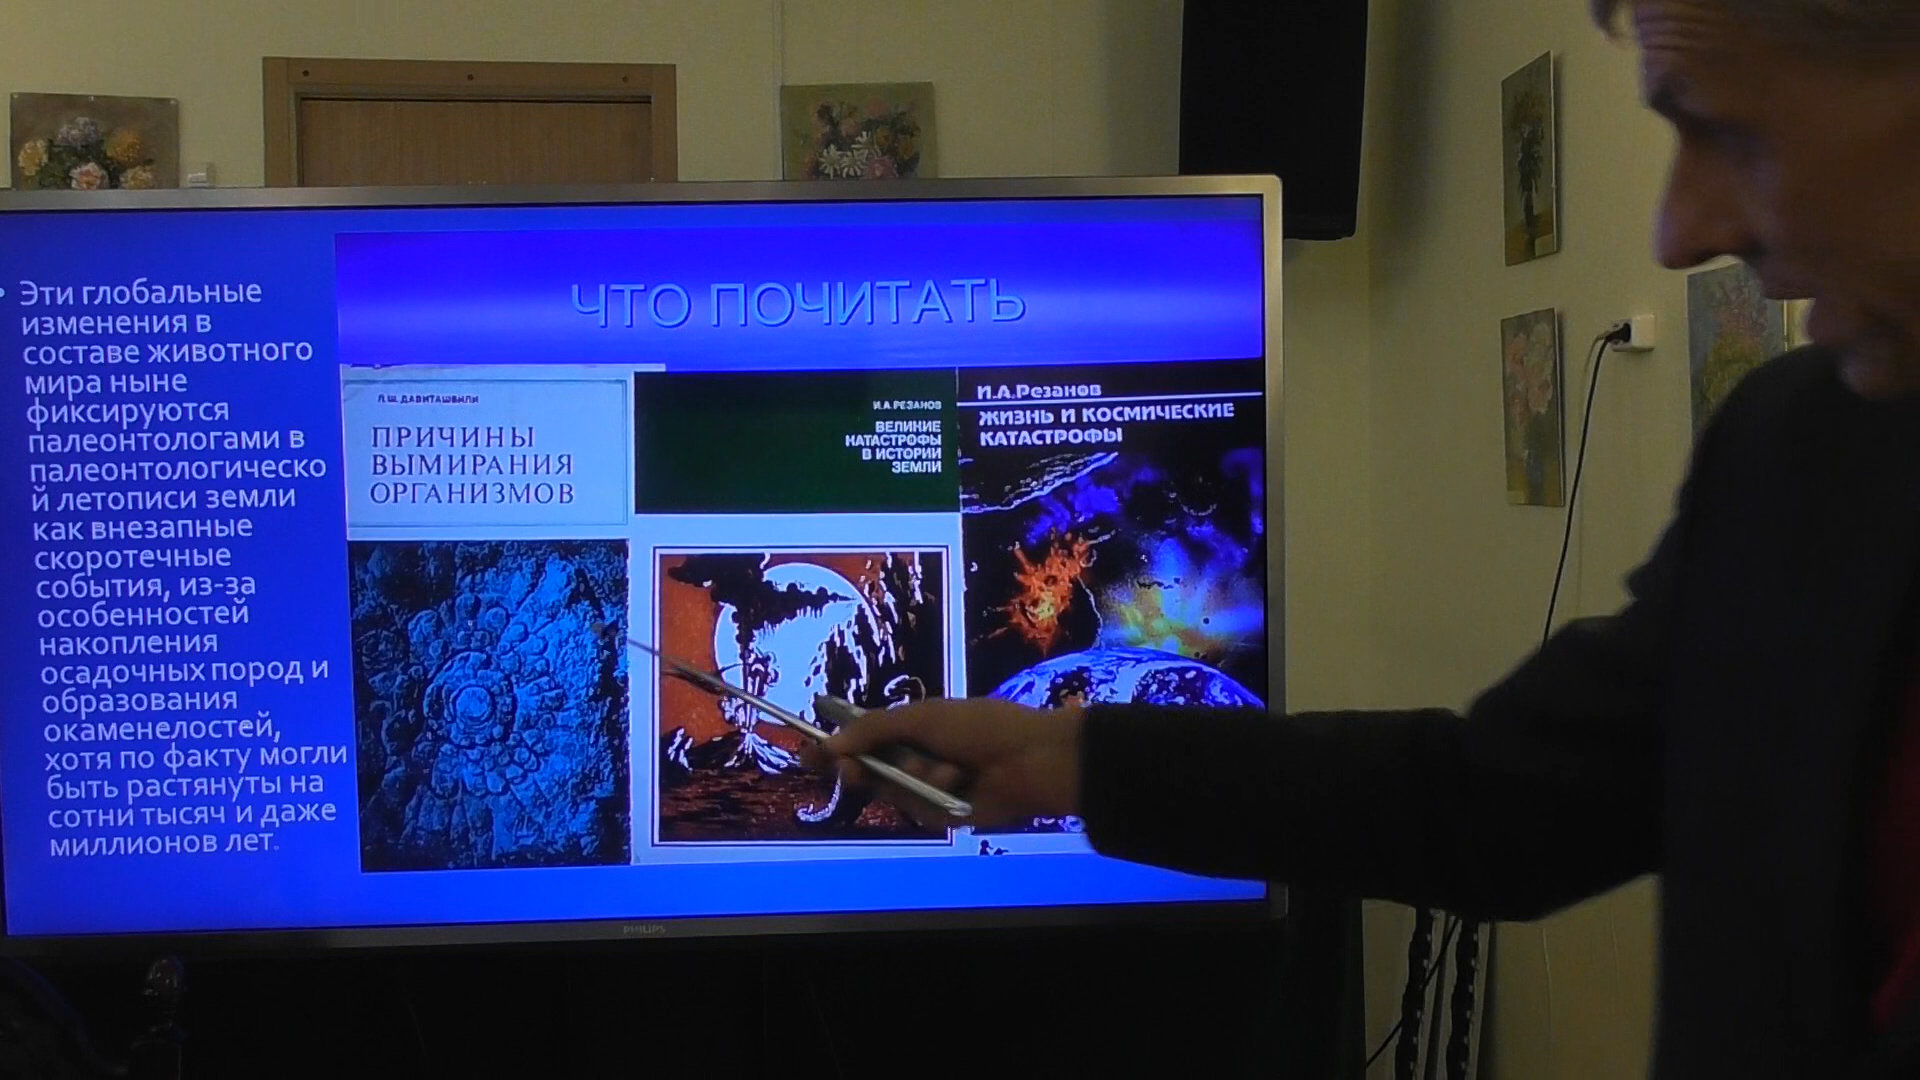 Эти глобальные
изменения в
составе животного
мира ныне
фиксируются
палеонтологами в
палеонтологическо
й летописи земли
как внезапные
скоротечные
события, из-за
особенностей
накопления
осадочных пород и
образования
окаменелостей,
хотя по факту могли
быть растянуты на
сотни тысяч и даже
миллионов лет.
ЧТО ПОЧИТАТЬ
Л.Ш. ДАВИТАШВИЛИ
ПРИЧИНЫ
ВЫМИРАНИЯ
ОРГАНИЗМОВ
И.А. РЕЗАНОВ
ВЕЛИКИЕ
КАТАСТРОФЫ
В ИСТОРИИ
ЗЕМЛИ
И.А.Резанов
ЖИЗНЬ И КОСМИЧЕСКИЕ
КАТАСТРОФЫ
PHILIPS